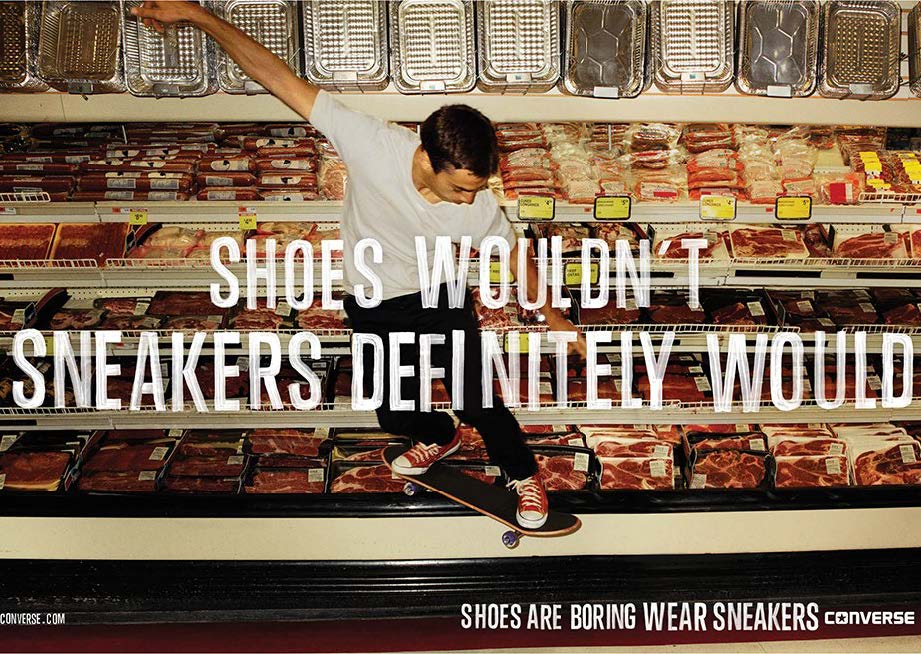 SHOES WOULDN'T
SNEAKERS DEFINITELY WOULD
CONVERSE.COM
SHOES ARE BORING WEAR SNEAKERS CONVERSE